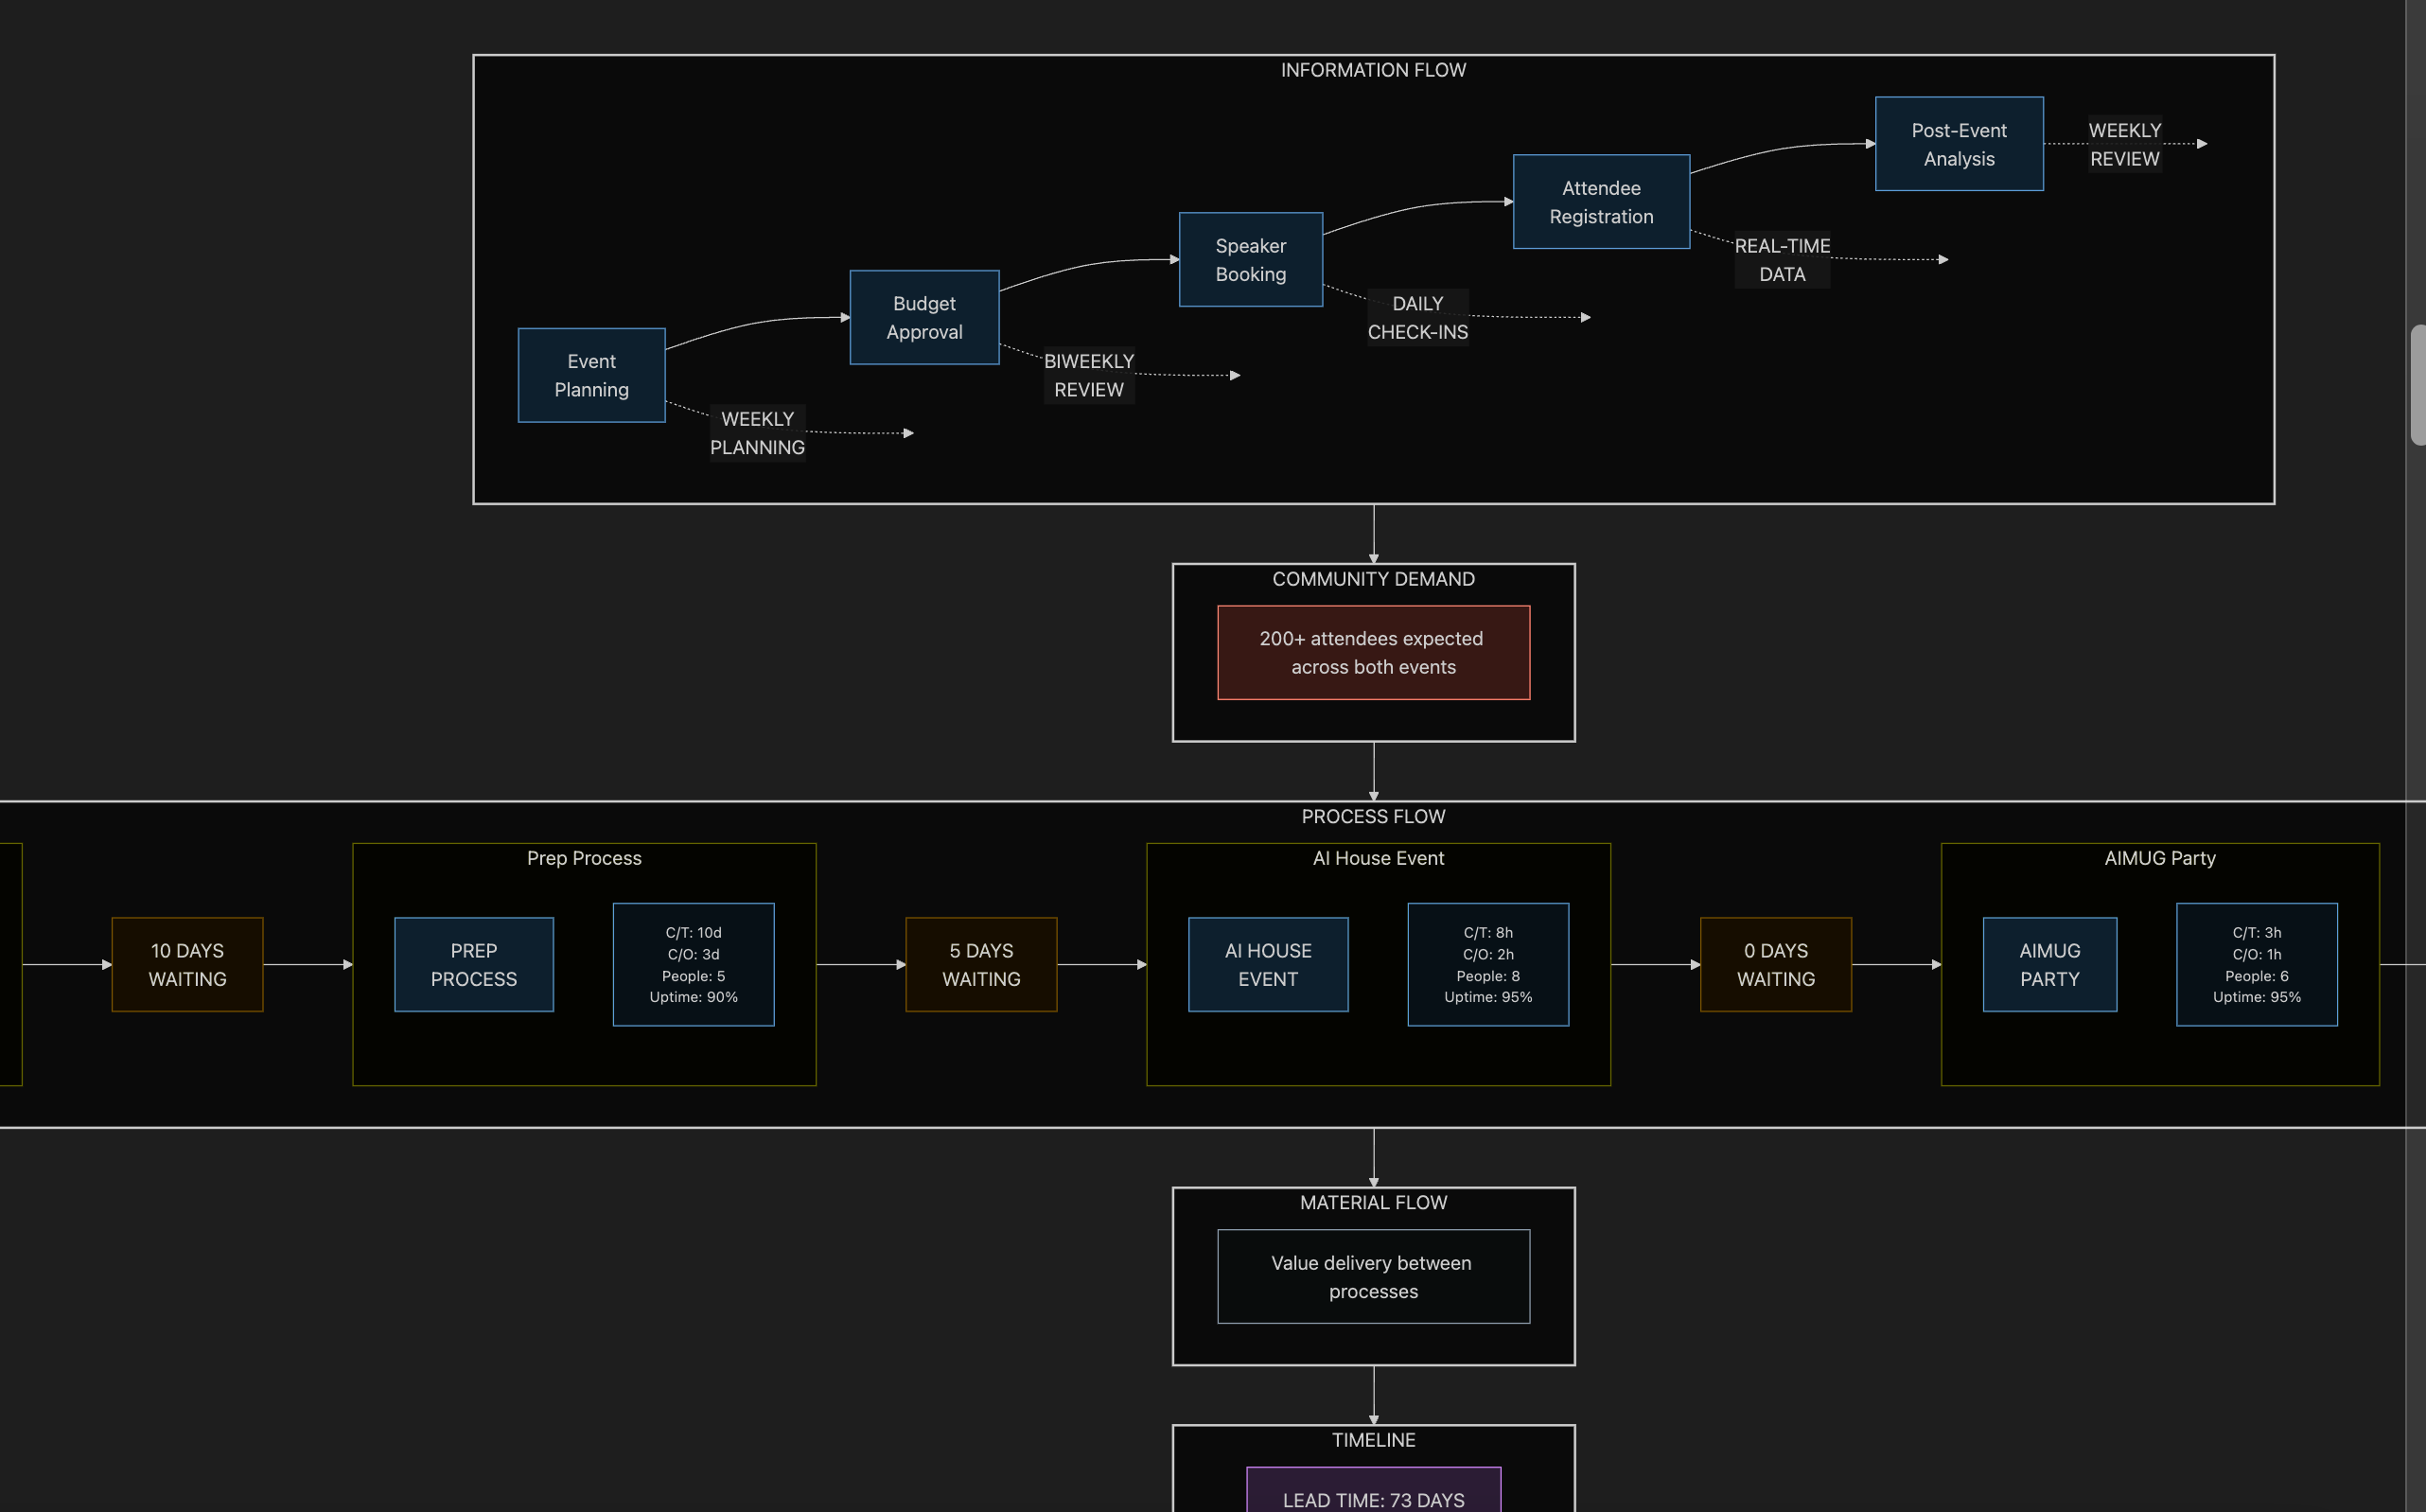 INFORMATION FLOW
Post-Event
Analysis
WEEKLY
REVIEW
Attendee
Registration
REAL-TIME
DATA
Speaker
Booking
DAILY
CHECK-INS
Budget
Approval
BIWEEKLY
REVIEW
Event
Planning
WEEKLY
PLANNING
COMMUNITY DEMAND
200+ attendees expected
across both events
PROCESS FLOW
10 DAYS
WAITING
Prep Process
PREP
PROCESS
C/T: 10d
C/O: 3d
People: 5
Uptime: 90%
5 DAYS
WAITING
AI House Event
AI HOUSE
EVENT
C/T: 8h
C/O: 2h
People: 8
Uptime: 95%
0 DAYS
WAITING
AIMUG Party
AIMUG
PARTY
C/T: 3h
C/O: 1h
People: 6
Uptime: 95%
MATERIAL FLOW
Value delivery between
processes
TIMELINE
LEAD TIME: 73 DAYS